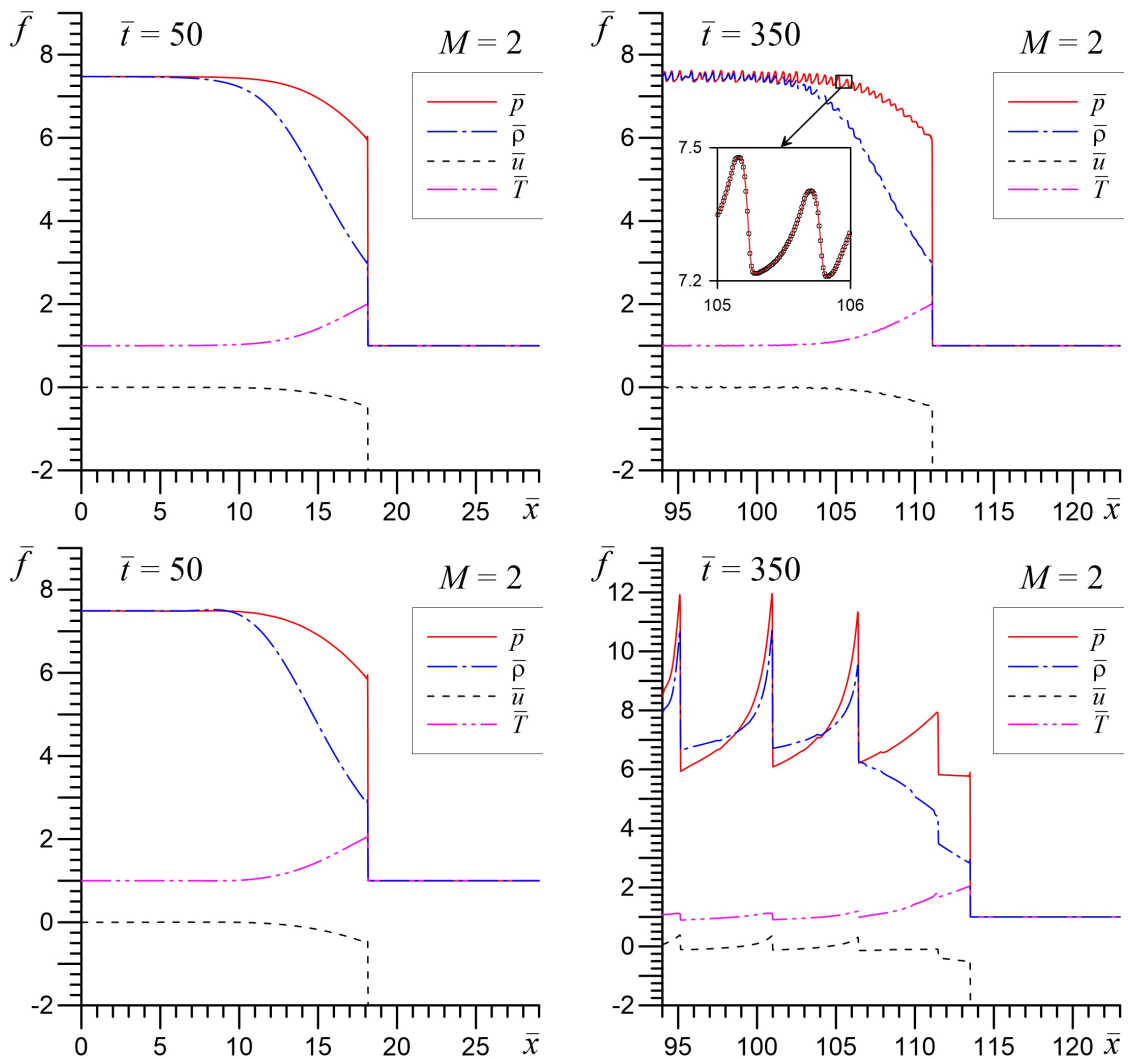 f̄ t̄ = 50 M = 2
8
6
4
2
0
-2
p̄
ρ̄
ū
T̄
0 5 10 15 20 25 x̄
f̄ t̄ = 350 M = 2
8
6
4
2
0
-2
p̄
ρ̄
ū
T̄
7.5
7.2
105 106
95 100 105 110 115 120 x̄
f̄ t̄ = 50 M = 2
8
6
4
2
0
-2
p̄
ρ̄
ū
T̄
0 5 10 15 20 25 x̄
f̄ t̄ = 350 M = 2
12
10
8
6
4
2
0
-2
p̄
ρ̄
ū
T̄
95 100 105 110 115 120 x̄